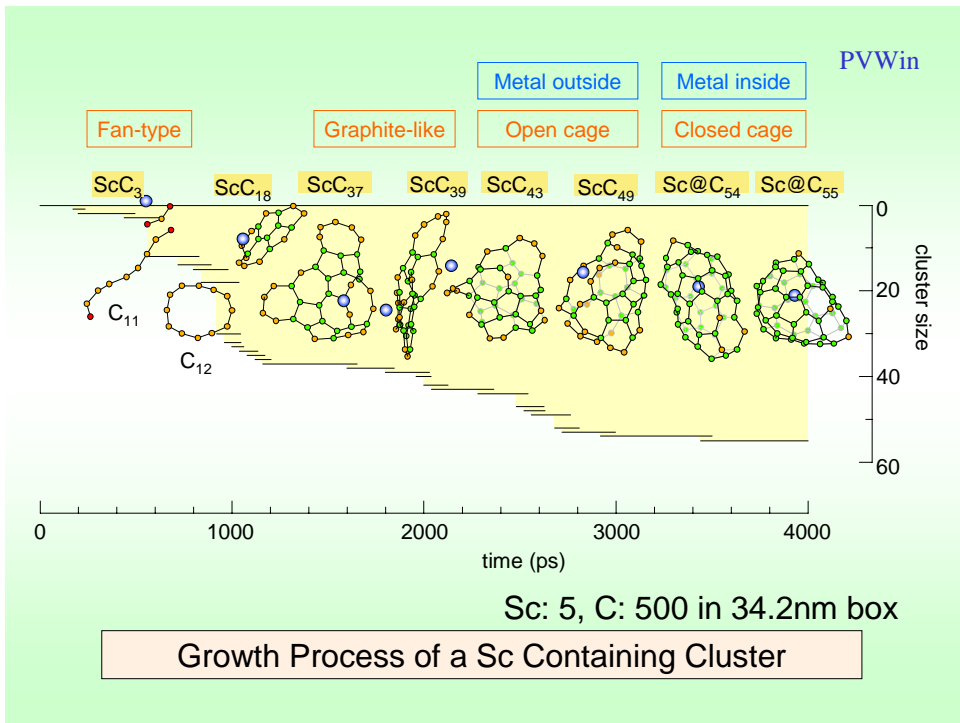 PVWin
Metal outside
Metal inside
Fan-type
Graphite-like
Open cage
Closed cage
ScC₃
ScC₁₈
ScC₃₇
ScC₃₉
ScC₄₃
ScC₄₉
Sc@C₅₄
Sc@C₅₅
0
20
40
60
cluster size
C₁₁
C₁₂
0
1000
2000
3000
4000
time (ps)
Sc: 5, C: 500 in 34.2nm box
Growth Process of a Sc Containing Cluster